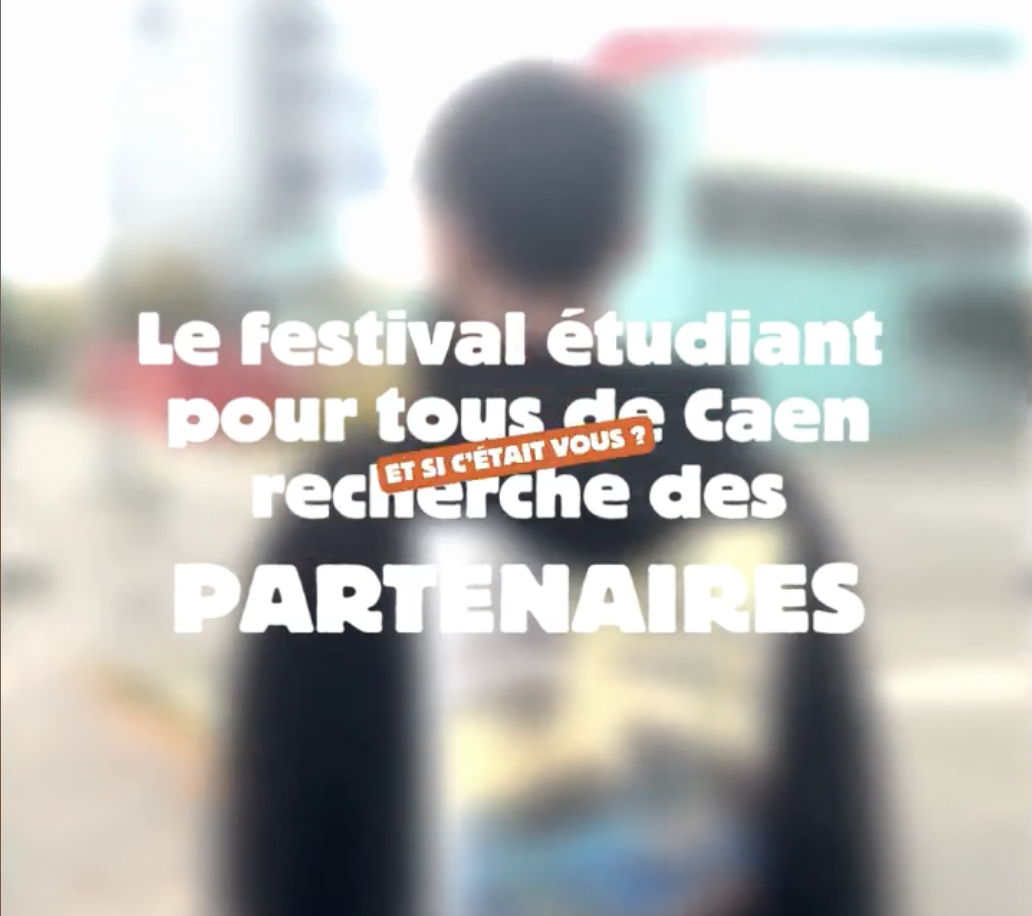 Le festival étudiant
pour tous de Caen
ET SI C'ÉTAIT VOUS ?
recherche des
PARTENAIRES